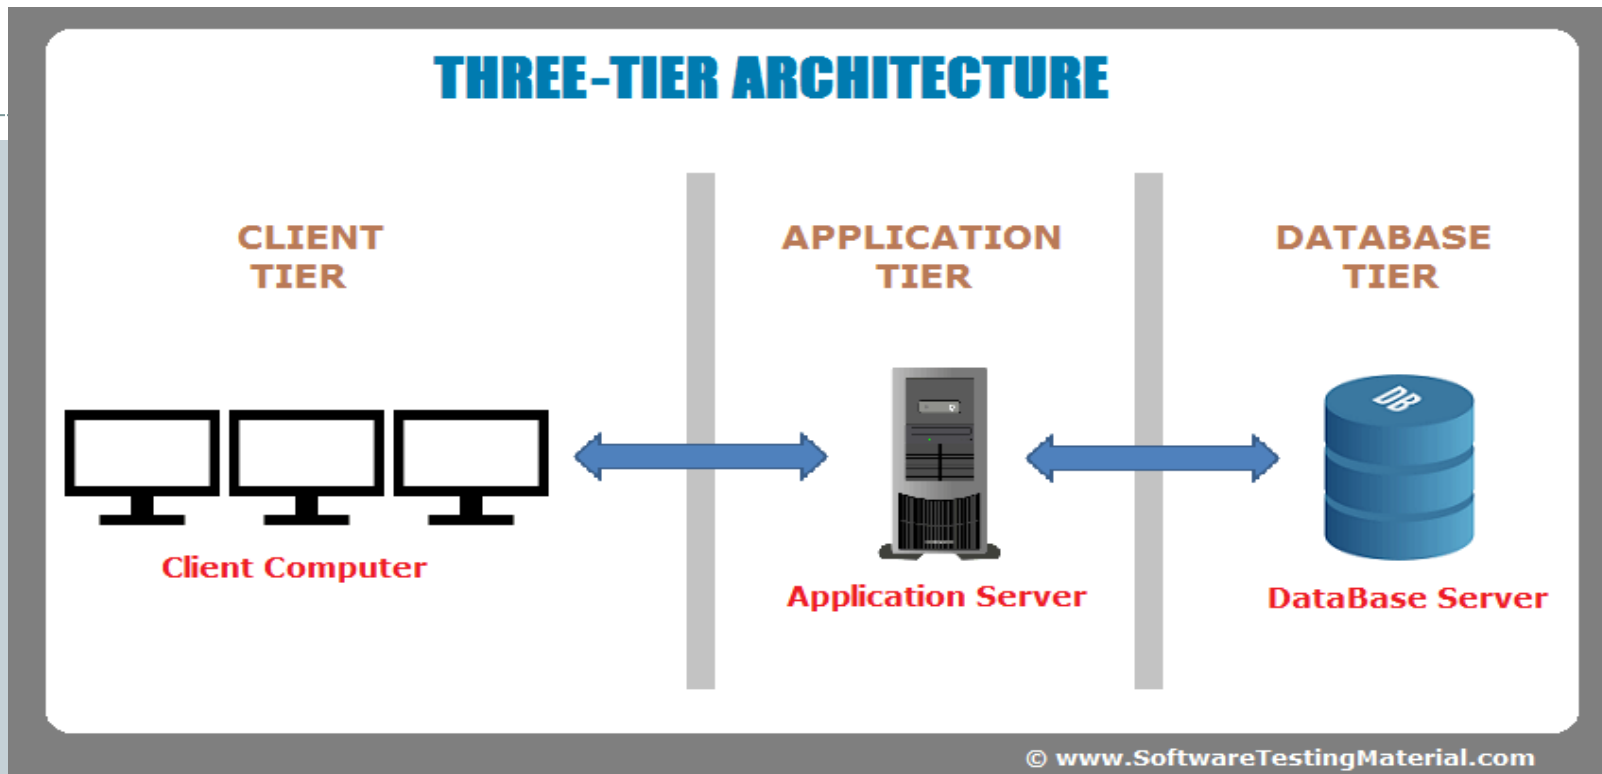 THREE-TIER ARCHITECTURE
CLIENT
TIER
APPLICATION
TIER
DATABASE
TIER
DB
Client Computer
Application Server
DataBase Server
© www.SoftwareTestingMaterial.com